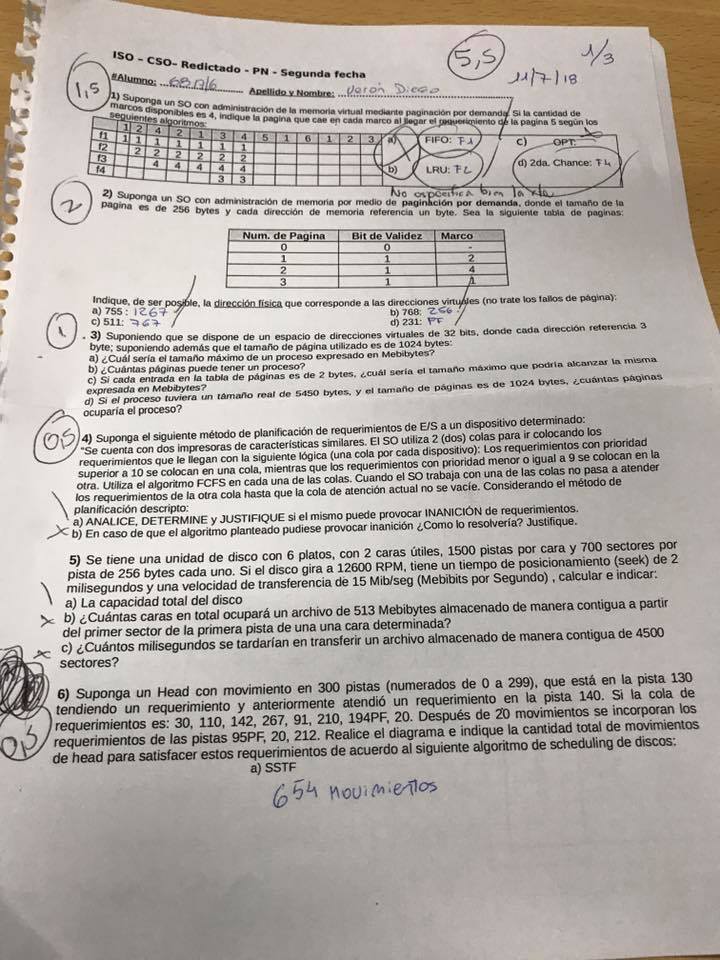 5,5
1/3
11/7/18
ISO - CSO- Redictado - PN - Segunda fecha
#Alumno: Apellido y Nombre: Diego
1,5
1) Suponga un SO con administración de la memoria virtual mediante paginación por demanda. Si la cantidad de
marcos disponibles es 4, indique la pagina que cae en cada marco al llegar el requerimiento de la pagina 5 según los
seguientes algoritmos:
1 2 4 2 1 3 4 5 1 6 1 2 3
f1 1 1 1 1 1 1 1
f2 2 2 2 2 2 2
f3 4 4 4 4 4
f4 3 3
a) FIFO: F1
c) OPT:
b) LRU: F2
d) 2da. Chance: F4
No especifica bien la
2
2) Suponga un SO con administración de memoria por medio de paginación por demanda, donde el tamaño de la
pagina es de 256 bytes y cada dirección de memoria referencia un byte. Sea la siguiente tabla de paginas:
Num. de Pagina Bit de Validez Marco
0 0 -
1 1 2
2 1 4
3 1 1
Indique, de ser posible, la dirección física que corresponde a las direcciones virtuales (no trate los fallos de página):
a) 755 : 1267 b) 768: 256
c) 511: 767 d) 231: PF
1
3) Suponiendo que se dispone de un espacio de direcciones virtuales de 32 bits, donde cada dirección referencia 3
byte; suponiendo además que el tamaño de página utilizado es de 1024 bytes:
a) ¿Cuál sería el tamaño máximo de un proceso expresado en Mebibytes?
b) ¿Cuántas páginas puede tener un proceso?
c) Si cada entrada en la tabla de páginas es de 2 bytes, ¿cuál sería el tamaño máximo que podría alcanzar la misma
expresada en Mebibytes?
d) Si el proceso tuviera un támaño real de 5450 bytes, y el tamaño de páginas es de 1024 bytes, ¿cuántas páginas
ocuparía el proceso?
0,5
4) Suponga el siguiente método de planificación de requerimientos de E/S a un dispositivo determinado:
"Se cuenta con dos impresoras de características similares. El SO utiliza 2 (dos) colas para ir colocando los
requerimientos que le llegan con la siguiente lógica (una cola por cada dispositivo): Los requerimientos con prioridad
superior a 10 se colocan en una cola, mientras que los requerimientos con prioridad menor o igual a 9 se colocan en la
otra. Utiliza el algoritmo FCFS en cada una de las colas. Cuando el SO trabaja con una de las colas no pasa a atender
los requerimientos de la otra cola hasta que la cola de atención actual no se vacíe. Considerando el método de
planificación descripto:
a) ANALICE, DETERMINE y JUSTIFIQUE si el mismo puede provocar INANICIÓN de requerimientos.
b) En caso de que el algoritmo planteado pudiese provocar inanición ¿Como lo resolvería? Justifique.
5) Se tiene una unidad de disco con 6 platos, con 2 caras útiles, 1500 pistas por cara y 700 sectores por
pista de 256 bytes cada uno. Si el disco gira a 12600 RPM, tiene un tiempo de posicionamiento (seek) de 2
milisegundos y una velocidad de transferencia de 15 Mib/seg (Mebibits por Segundo) , calcular e indicar:
a) La capacidad total del disco
b) ¿Cuántas caras en total ocupará un archivo de 513 Mebibytes almacenado de manera contigua a partir
del primer sector de la primera pista de una una cara determinada?
c) ¿Cuántos milisegundos se tardarían en transferir un archivo almacenado de manera contigua de 4500
sectores?
0,5
6) Suponga un Head con movimiento en 300 pistas (numerados de 0 a 299), que está en la pista 130
tendiendo un requerimiento y anteriormente atendió un requerimiento en la pista 140. Si la cola de
requerimientos es: 30, 110, 142, 267, 91, 210, 194PF, 20. Después de 20 movimientos se incorporan los
requerimientos de las pistas 95PF, 20, 212. Realice el diagrama e indique la cantidad total de movimientos
de head para satisfacer estos requerimientos de acuerdo al siguiente algoritmo de scheduling de discos:
a) SSTF
654 movimientos